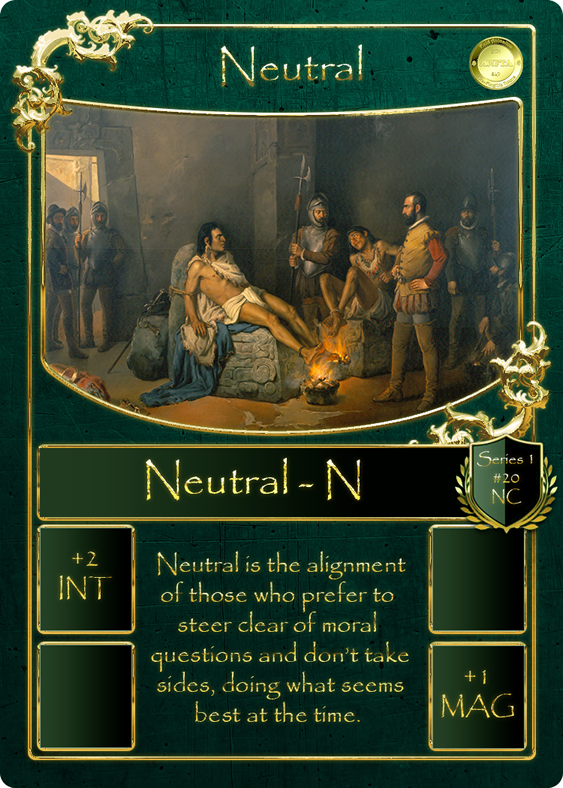 Neutral
Neutral - N
Series 1
#20
NC
+2
INT
Neutral is the alignment
of those who prefer to
steer clear of moral
questions and don't take
sides, doing what seems
best at the time.
+1
MAG